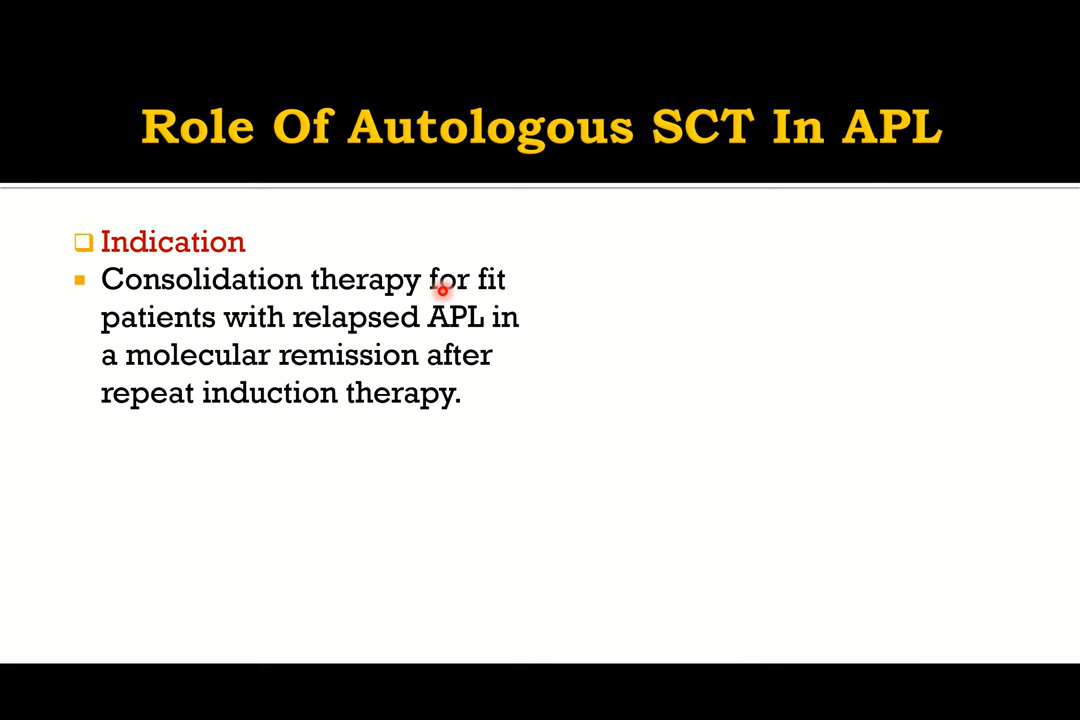 Role Of Autologous SCT In APL
Indication
Consolidation therapy for fit
patients with relapsed APL in
a molecular remission after
repeat induction therapy.